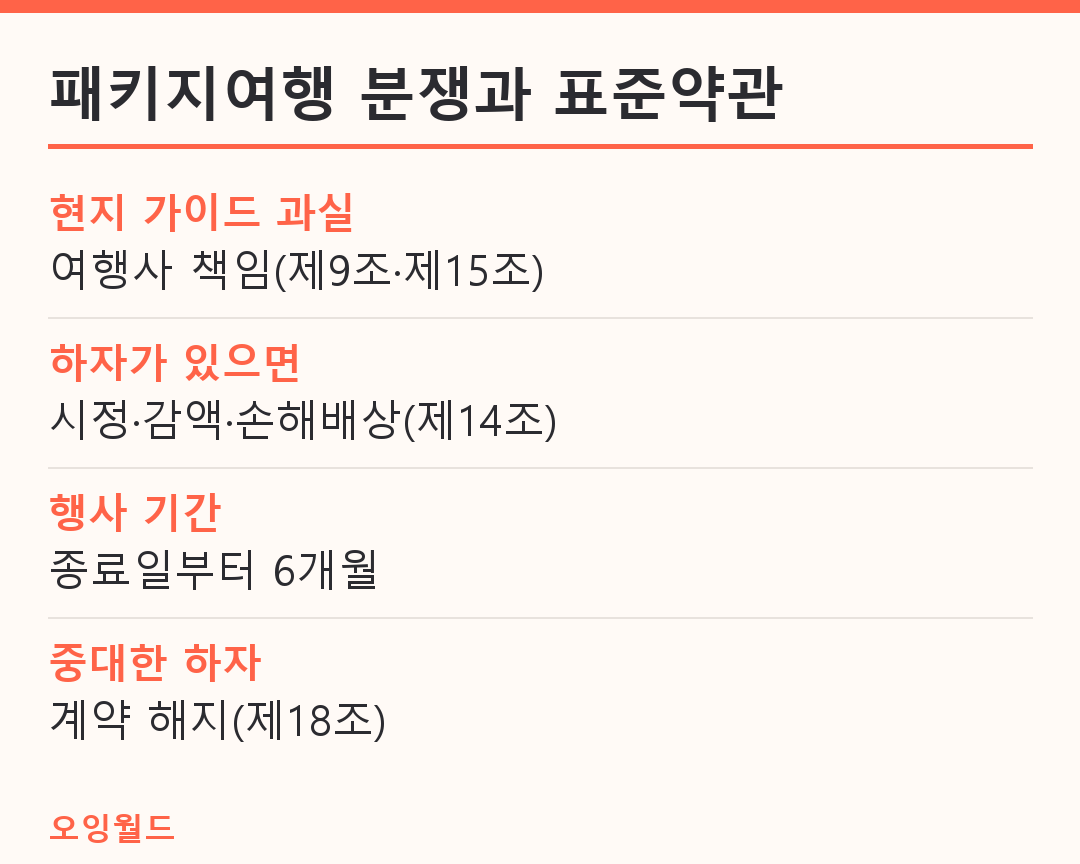 패키지여행 분쟁과 표준약관
현지 가이드 과실
여행사 책임(제9조·제15조)
하자가 있으면
시정·감액·손해배상(제14조)
행사 기간
종료일부터 6개월
중대한 하자
계약 해지(제18조)
오잉월드